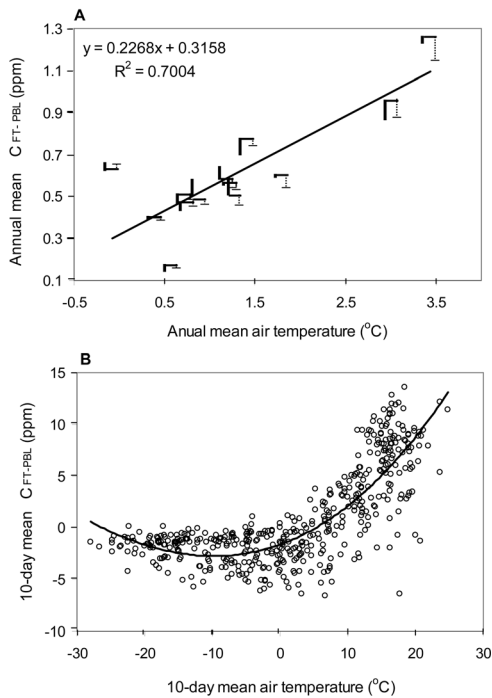 A
y = 0.2268x + 0.3158
R2 = 0.7004
1.3
1.1
0.9
0.7
0.5
0.3
0.1
Annual mean C FT-PBL (ppm)
-0.5 0.5 1.5 2.5 3.5
Anual mean air temperature (oC)
B
15
10
5
0
-5
-10
10-day mean C FT-PBL (ppm)
-30 -20 -10 0 10 20 30
10-day mean air temperature (oC)